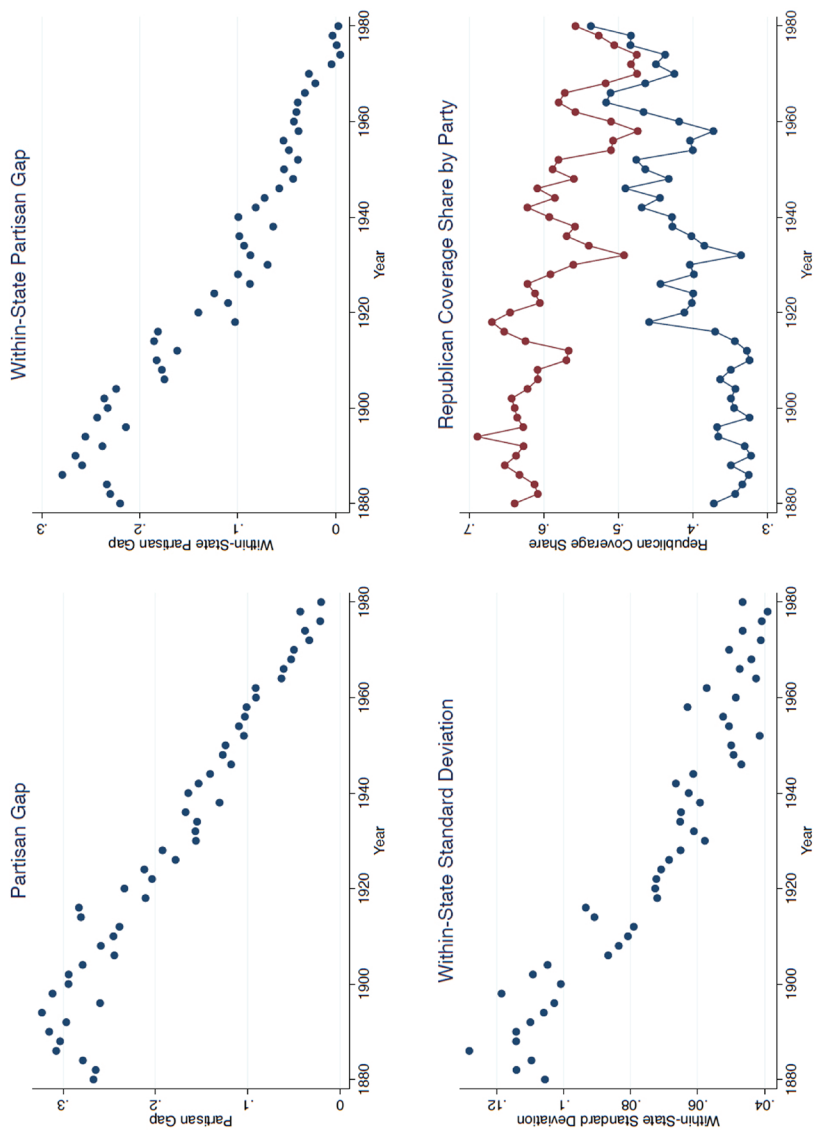 Partisan Gap
Partisan Gap
.3
.2
.1
0
1880 1900 1920 1940 1960 1980
Year
Within-State Partisan Gap
Within-State Partisan Gap
.3
.2
.1
0
1880 1900 1920 1940 1960 1980
Year
Within-State Standard Deviation
Within-State Standard Deviation
.12
.1
.08
.06
.04
1880 1900 1920 1940 1960 1980
Year
Republican Coverage Share by Party
Republican Coverage Share
.7
.6
.5
.4
.3
1880 1900 1920 1940 1960 1980
Year